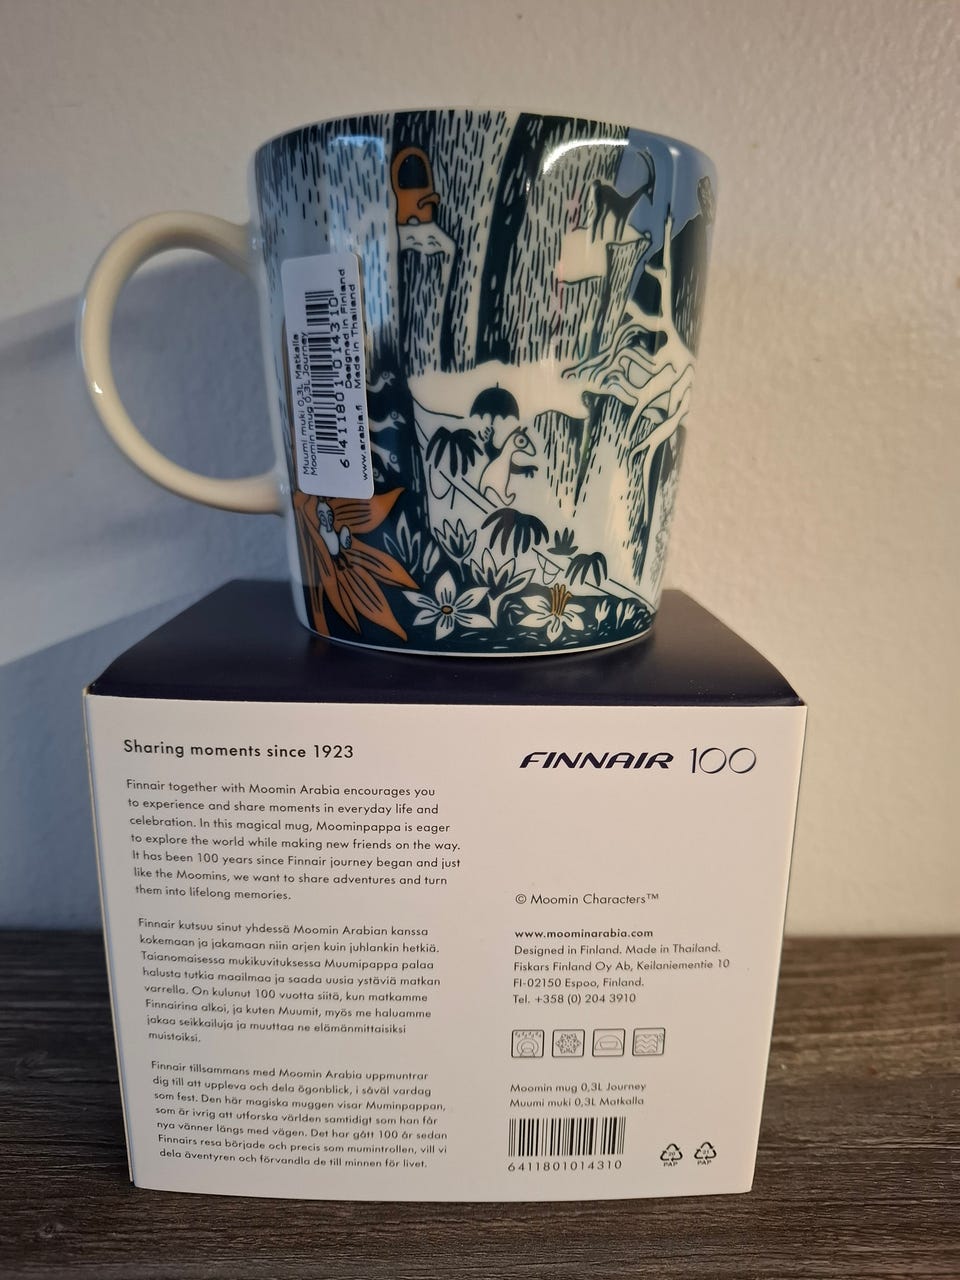 Muumi muki 0,3L Matkalla
Moomin mug 0,3L Journey
6 411801 014310
Designed in Finland
www.arabia.fi Made in Thailand
Sharing moments since 1923
Finnair together with Moomin Arabia encourages you
to experience and share moments in everyday life and
celebration. In this magical mug, Moominpappa is eager
to explore the world while making new friends on the way.
It has been 100 years since Finnair journey began and just
like the Moomins, we want to share adventures and turn
them into lifelong memories.
Finnair kutsuu sinut yhdessä Moomin Arabian kanssa
kokemaan ja jakamaan niin arjen kuin juhlankin hetkiä.
Taianomaisessa mukikuvituksessa Muumipappa palaa
halusta tutkia maailmaa ja saada uusia ystäviä matkan
varrella. On kulunut 100 vuotta siitä, kun matkamme
Finnairina alkoi, ja kuten Muumit, myös me haluamme
jakaa seikkailuja ja muuttaa ne elämänmittaisiksi
muistoiksi.
Finnair tillsammans med Moomin Arabia uppmuntrar
dig till att uppleva och dela ögonblick, i såväl vardag
som fest. Den här magiska muggen visar Muminpappan,
som är ivrig att utforska världen samtidigt som han får
nya vänner längs med vägen. Det har gått 100 år sedan
Finnairs resa började och precis som mumintrollen, vill vi
dela äventyren och förvandla de till minnen för livet.
FINNAIR 100
© Moomin Characters™
www.moominarabia.com
Designed in Finland. Made in Thailand.
Fiskars Finland Oy Ab, Keilaniementie 10
FI-02150 Espoo, Finland.
Tel. +358 (0) 204 3910
Moomin mug 0,3L Journey
Muumi muki 0,3L Matkalla
6411801014310
20 21
PAP PAP